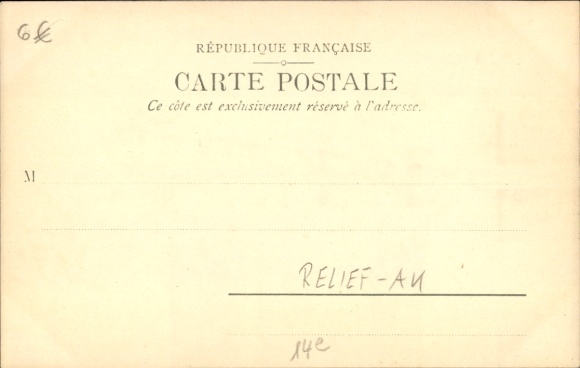 6€
RÉPUBLIQUE FRANÇAISE
CARTE POSTALE
Ce côte est exclusivement réservé à l'adresse.
M
RELIEF-AU
14e